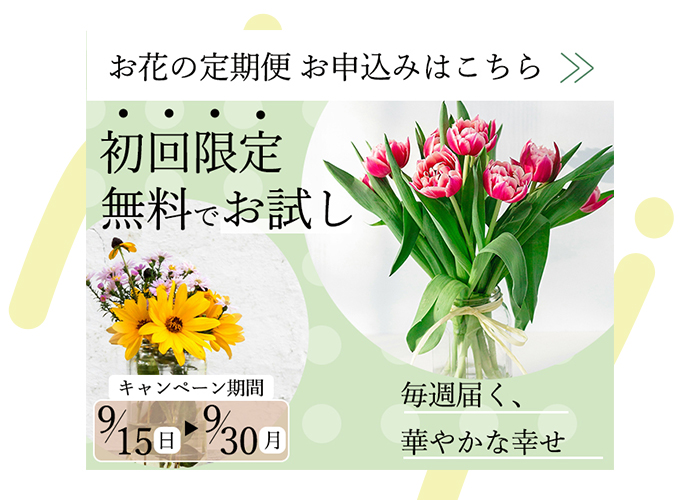 お花の定期便 お申込みはこちら
初回限定
無料でお試し
キャンペーン期間
9/15日▶9/30月
毎週届く、
華やかな幸せ